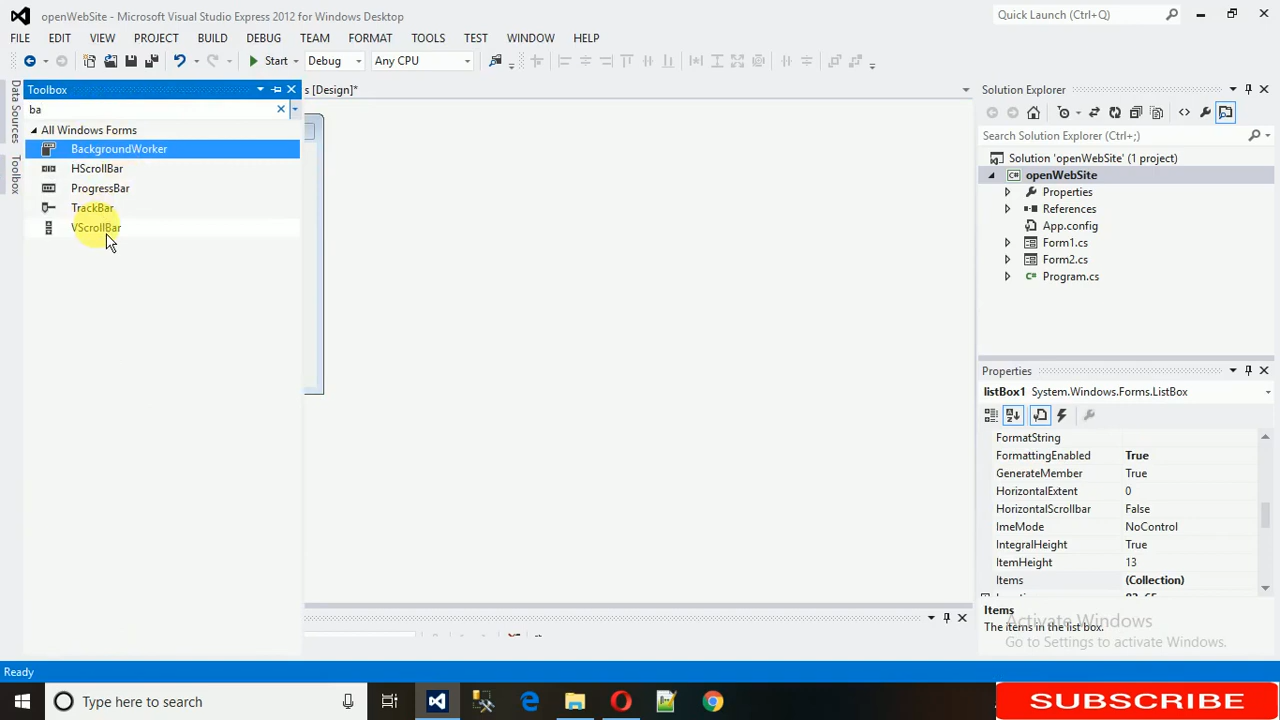 openWebSite - Microsoft Visual Studio Express 2012 for Windows Desktop
Quick Launch (Ctrl+Q)
FILE EDIT VIEW PROJECT BUILD DEBUG TEAM FORMAT TOOLS TEST WINDOW HELP
Start Debug Any CPU
Data Sources
Toolbox
Toolbox
ba
All Windows Forms
BackgroundWorker
HScrollBar
ProgressBar
TrackBar
VScrollBar
s [Design]*
Solution Explorer
Search Solution Explorer (Ctrl+;)
Solution 'openWebSite' (1 project)
openWebSite
Properties
References
App.config
Form1.cs
Form2.cs
Program.cs
Properties
listBox1 System.Windows.Forms.ListBox
FormatString
FormattingEnabled True
GenerateMember True
HorizontalExtent 0
HorizontalScrollbar False
ImeMode NoControl
IntegralHeight True
ItemHeight 13
Items (Collection)
Items
The items in the list box.
Activate Windows
Go to Settings to activate Windows.
Ready
Type here to search
SUBSCRIBE